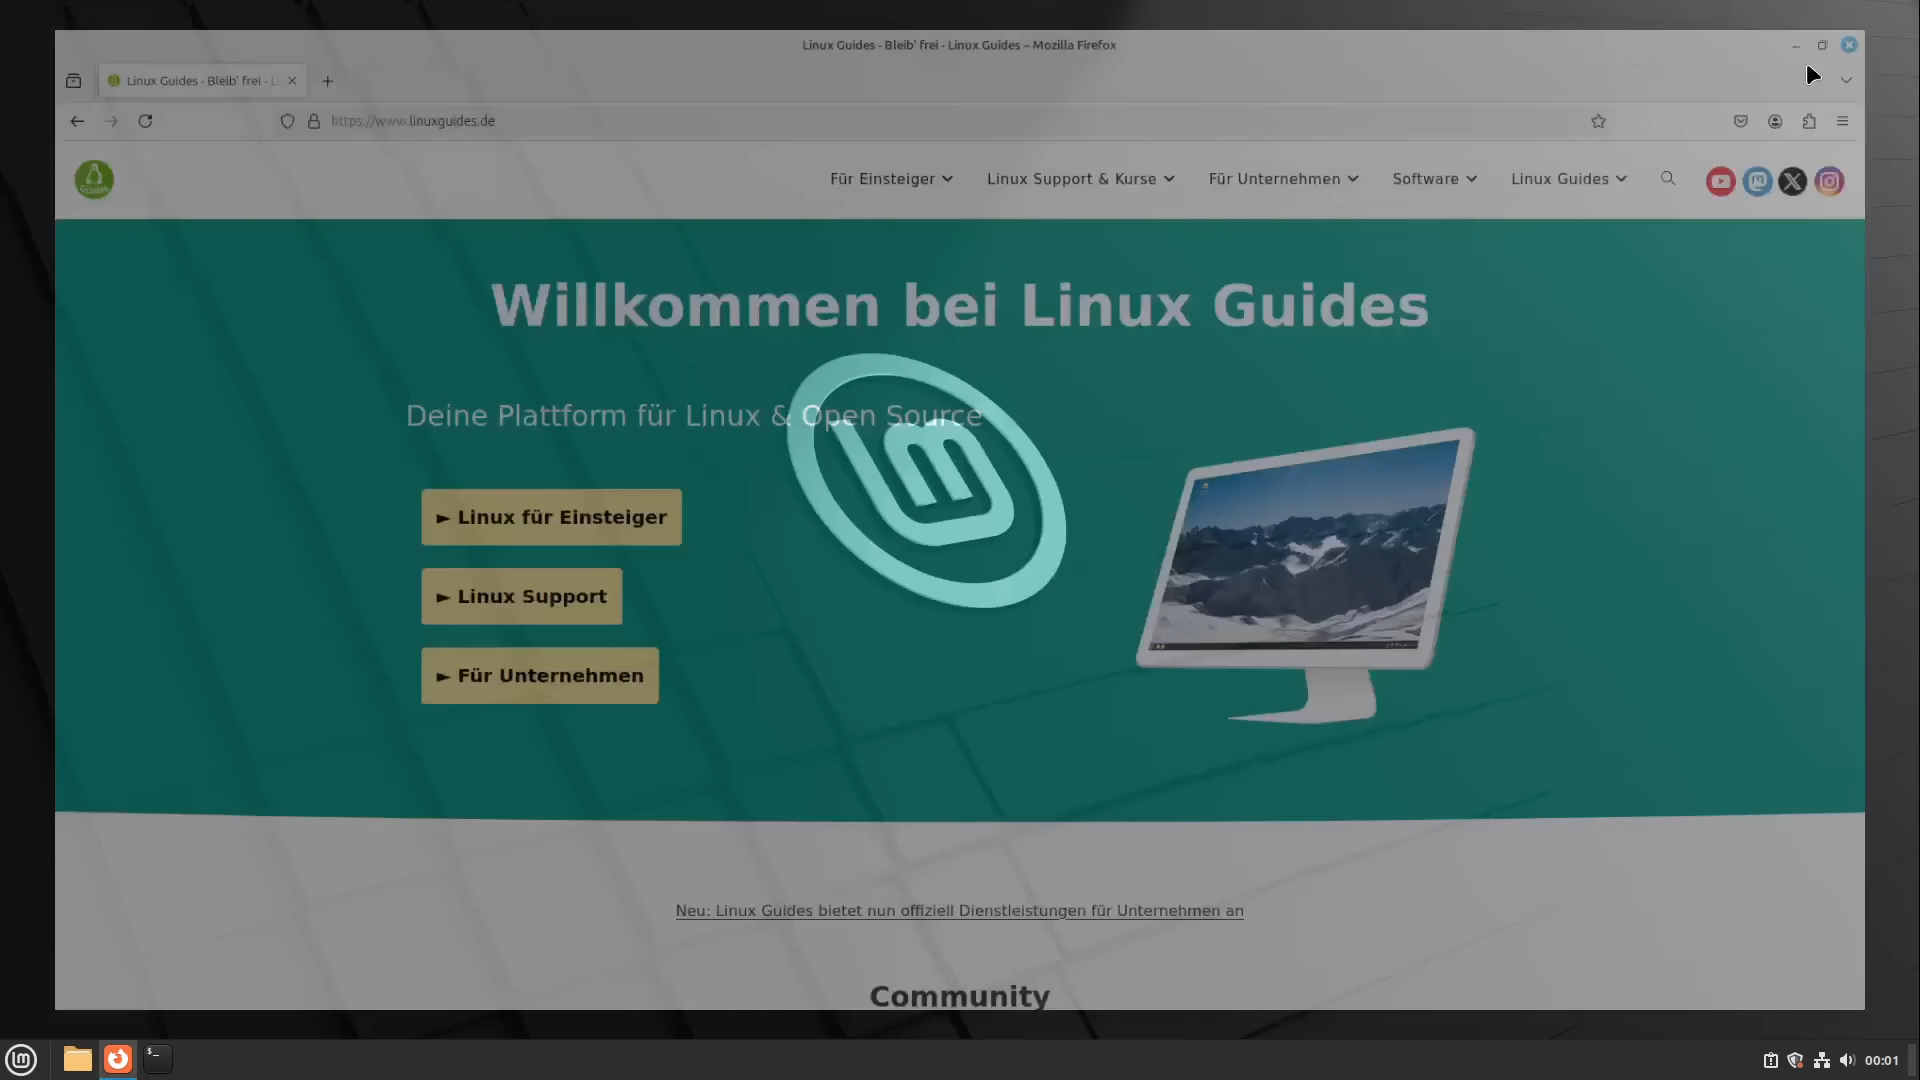 Linux Guides - Bleib' frei - Linux Guides — Mozilla Firefox
Linux Guides - Bleib' frei - L
https://www.linuxguides.de
Guides
Für Einsteiger
Linux Support & Kurse
Für Unternehmen
Software
Linux Guides
Willkommen bei Linux Guides
Deine Plattform für Linux & Open Source
► Linux für Einsteiger
► Linux Support
► Für Unternehmen
Neu: Linux Guides bietet nun offiziell Dienstleistungen für Unternehmen an
Community
$_
00:01